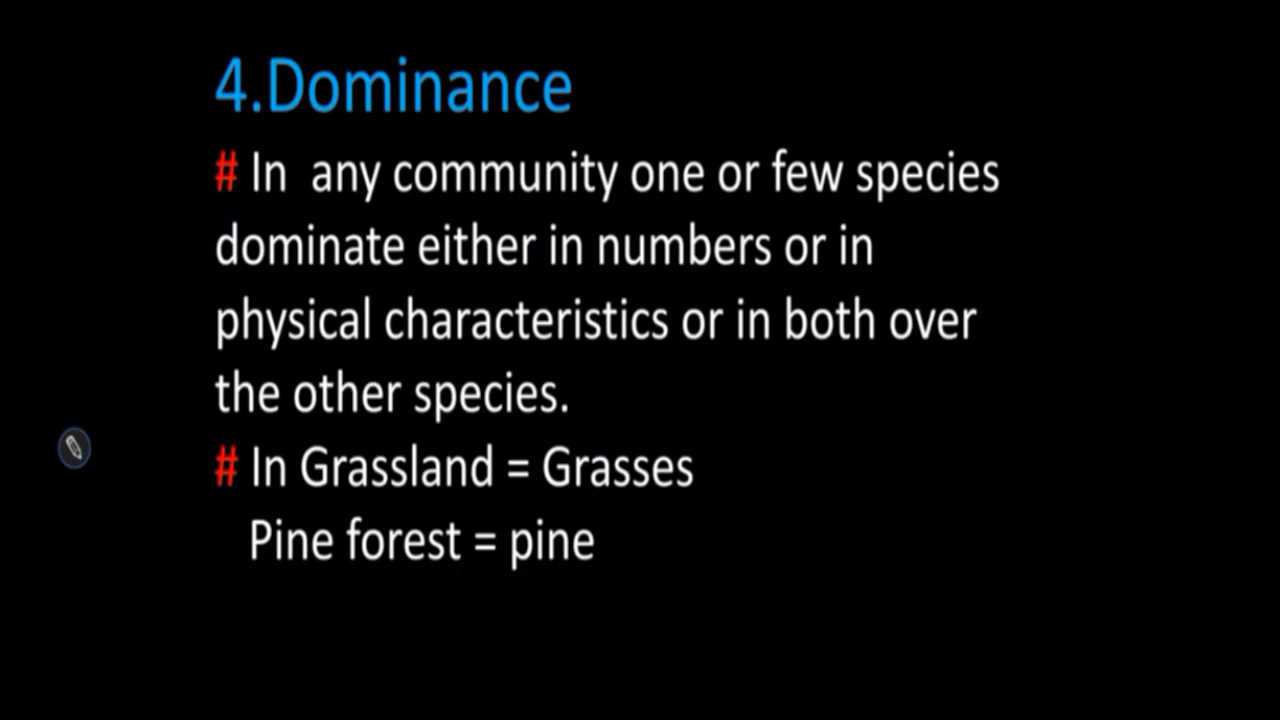 4.Dominance
# In any community one or few species
dominate either in numbers or in
physical characteristics or in both over
the other species.
# In Grassland = Grasses
Pine forest = pine